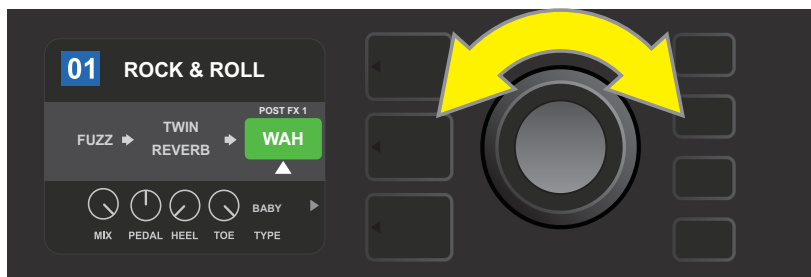 01 ROCK & ROLL
POST FX 1
FUZZ TWIN REVERB WAH
BABY
MIX PEDAL HEEL TOE TYPE